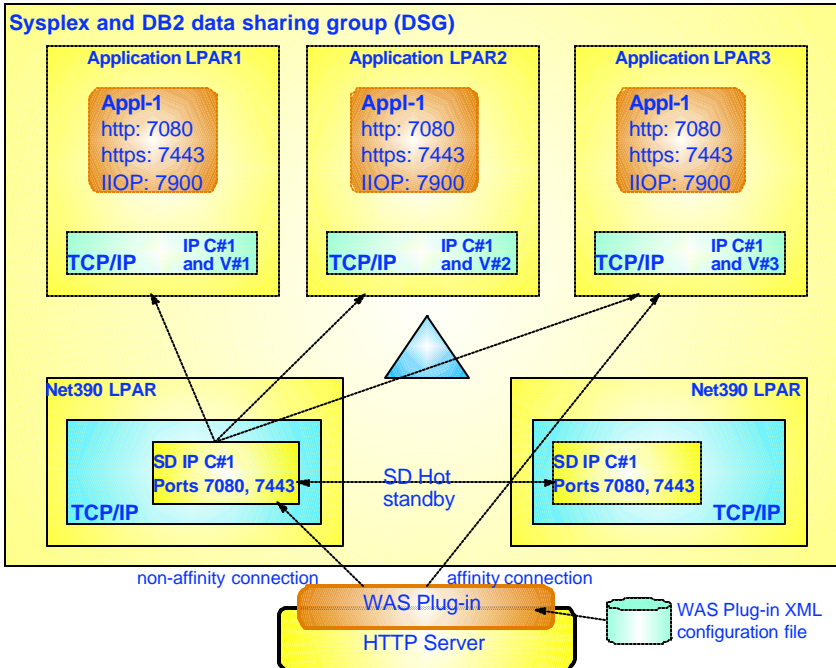 Sysplex and DB2 data sharing group (DSG)
Application LPAR1
Appl-1
http: 7080
https: 7443
IIOP: 7900
TCP/IP
IP C#1
and V#1
Application LPAR2
Appl-1
http: 7080
https: 7443
IIOP: 7900
TCP/IP
IP C#1
and V#2
Application LPAR3
Appl-1
http: 7080
https: 7443
IIOP: 7900
TCP/IP
IP C#1
and V#3
Net390 LPAR
SD IP C#1
Ports 7080, 7443
TCP/IP
SD Hot
standby
Net390 LPAR
SD IP C#1
Ports 7080, 7443
TCP/IP
non-affinity connection
affinity connection
WAS Plug-in
HTTP Server
WAS Plug-in XML
configuration file